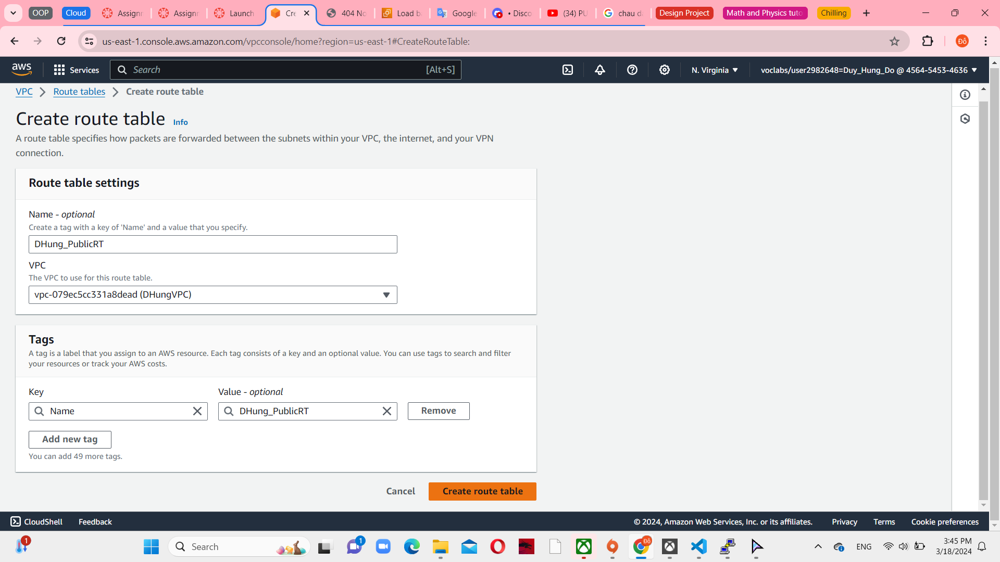 OOP
Cloud
Assignm
Assignm
Launch
Cre
404 No
Load ba
Google
• Disco
(34) PU
chau da
Design Project
Math and Physics tuto
Chilling
us-east-1.console.aws.amazon.com/vpcconsole/home?region=us-east-1#CreateRouteTable:
Đỗ
aws
Services
Search
[Alt+S]
N. Virginia
voclabs/user2982648=Duy_Hung_Do @ 4564-5453-4636
VPC
Route tables
Create route table
Create route table
Info
A route table specifies how packets are forwarded between the subnets within your VPC, the internet, and your VPN
connection.
Route table settings
Name - optional
Create a tag with a key of 'Name' and a value that you specify.
DHung_PublicRT
VPC
The VPC to use for this route table.
vpc-079ec5cc331a8dead (DHungVPC)
Tags
A tag is a label that you assign to an AWS resource. Each tag consists of a key and an optional value. You can use tags to search and filter
your resources or track your AWS costs.
Key
Value - optional
Name
DHung_PublicRT
Remove
Add new tag
You can add 49 more tags.
Cancel
Create route table
CloudShell
Feedback
© 2024, Amazon Web Services, Inc. or its affiliates.
Privacy
Terms
Cookie preferences
1
Search
1
Đỗ
ENG
3:45 PM
3/18/2024